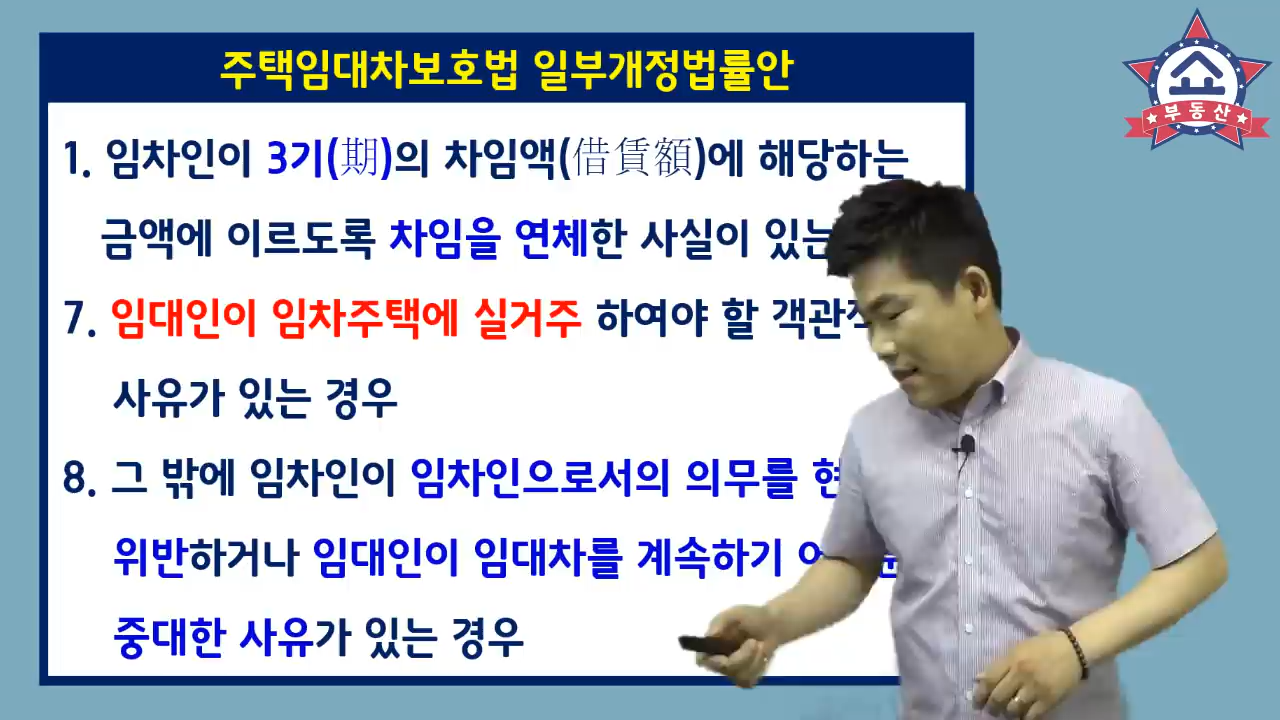 주택임대차보호법 일부개정법률안
부동산
1. 임차인이 3기(期)의 차임액(借賃額)에 해당하는
금액에 이르도록 차임을 연체한 사실이 있는
7. 임대인이 임차주택에 실거주 하여야 할
사유가 있는 경우
8. 그 밖에 임차인이 임차인으로서의 의무를
위반하거나 임대인이 임대차를 계속하기
중대한 사유가 있는 경우